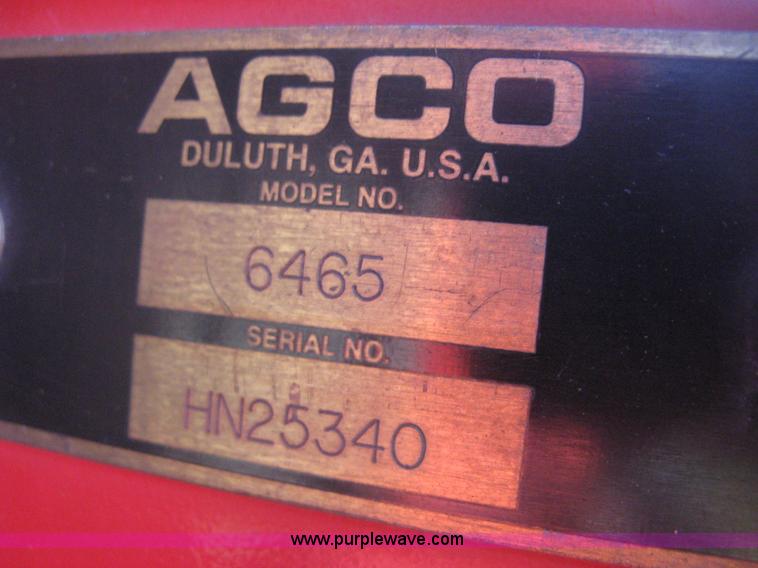 AGCO
DULUTH, GA. U.S.A.
MODEL NO.
6465
SERIAL NO.
HN25340
www.purplewave.com